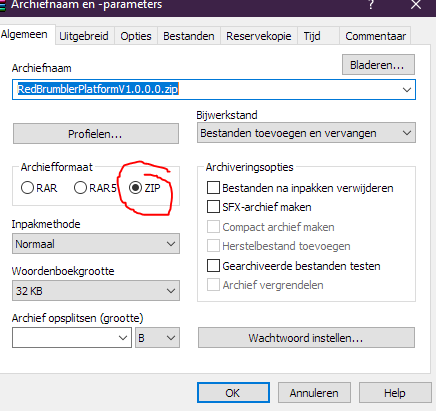 Archiefnaam en -parameters
Algemeen Uitgebreid Opties Bestanden Reservekopie Tijd Commentaar
Archiefnaam
Bladeren...
RedBrumblerPlatformV1.0.0.0.zip
Profielen...
Bijwerkstand
Bestanden toevoegen en vervangen
Archiefformaat
RAR RAR5 ZIP
Inpakmethode
Normaal
Woordenboekgrootte
32 KB
Archief opsplitsen (grootte)
B
Archiveringsopties
Bestanden na inpakken verwijderen
SFX-archief maken
Compact archief maken
Herstelbestand toevoegen
Gearchiveerde bestanden testen
Archief vergrendelen
Wachtwoord instellen...
OK Annuleren Help